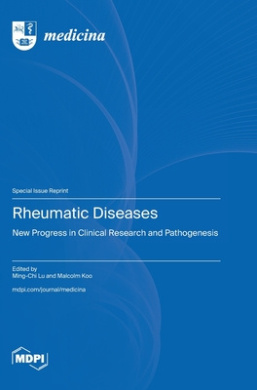 medicina
Special Issue Reprint
Rheumatic Diseases
New Progress in Clinical Research and Pathogenesis
Edited by
Ming-Chi Lu and Malcolm Koo
mdpi.com/journal/medicina
MDPI